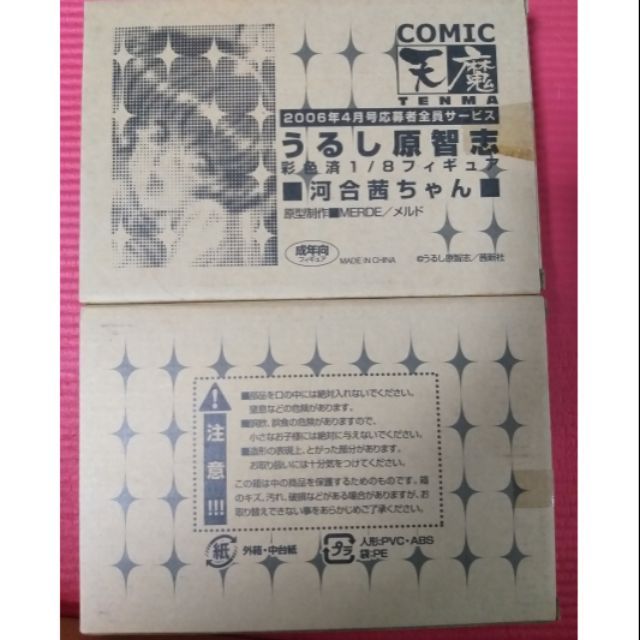 COMIC
天魔
TENMA
2006年4月号応募者全員サービス
うるし原智志
彩色済1/8フィギュア
■河合茜ちゃん■
原型制作■MERDE/メルド
成年向
フィギュア
MADE IN CHINA
©うるし原智志/茜新社
!
注意!!!
■部品を口の中には絶対入れないでください。
窒息などの危険があります。
■誤飲、誤食の危険がありますので、
小さなお子様には絶対に与えないでください。
■造形の表現上、とがった部分があります。
お取り扱いには十分気をつけてください。
この箱は中の商品を保護するためのものです。箱
のキズ、汚れ、破損などがある場合がありますが、お
取り替えできない事をあらかじめご了承ください。
紙
外箱・中台紙
プラ
人形:PVC・ABS
袋:PE